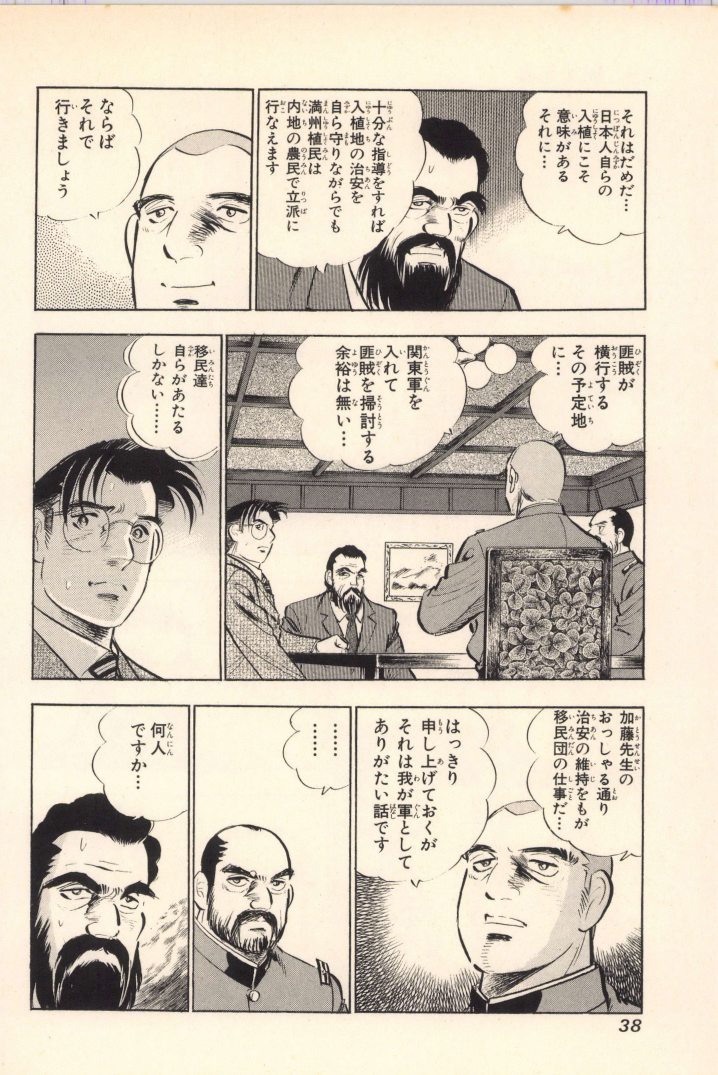 それはだめだ…
日本人自らの
入植にこそ
意味がある
それに…
十分な指導をすれば
入植地の治安を
自ら守りながらでも
満州植民は
内地の農民で立派に
行なえます
ならば
それで
行きましょう
匪賊が
横行する
その予定地
に…
関東軍を
入れて
匪賊を掃討する
余裕は無い…
移民達
自らがあたる
しかない……
加藤先生の
おっしゃる通り
治安の維持をもが
移民団の仕事だ…
はっきり
申し上げておくが
それは我が軍として
ありがたい話です
……
何人
ですか…
38